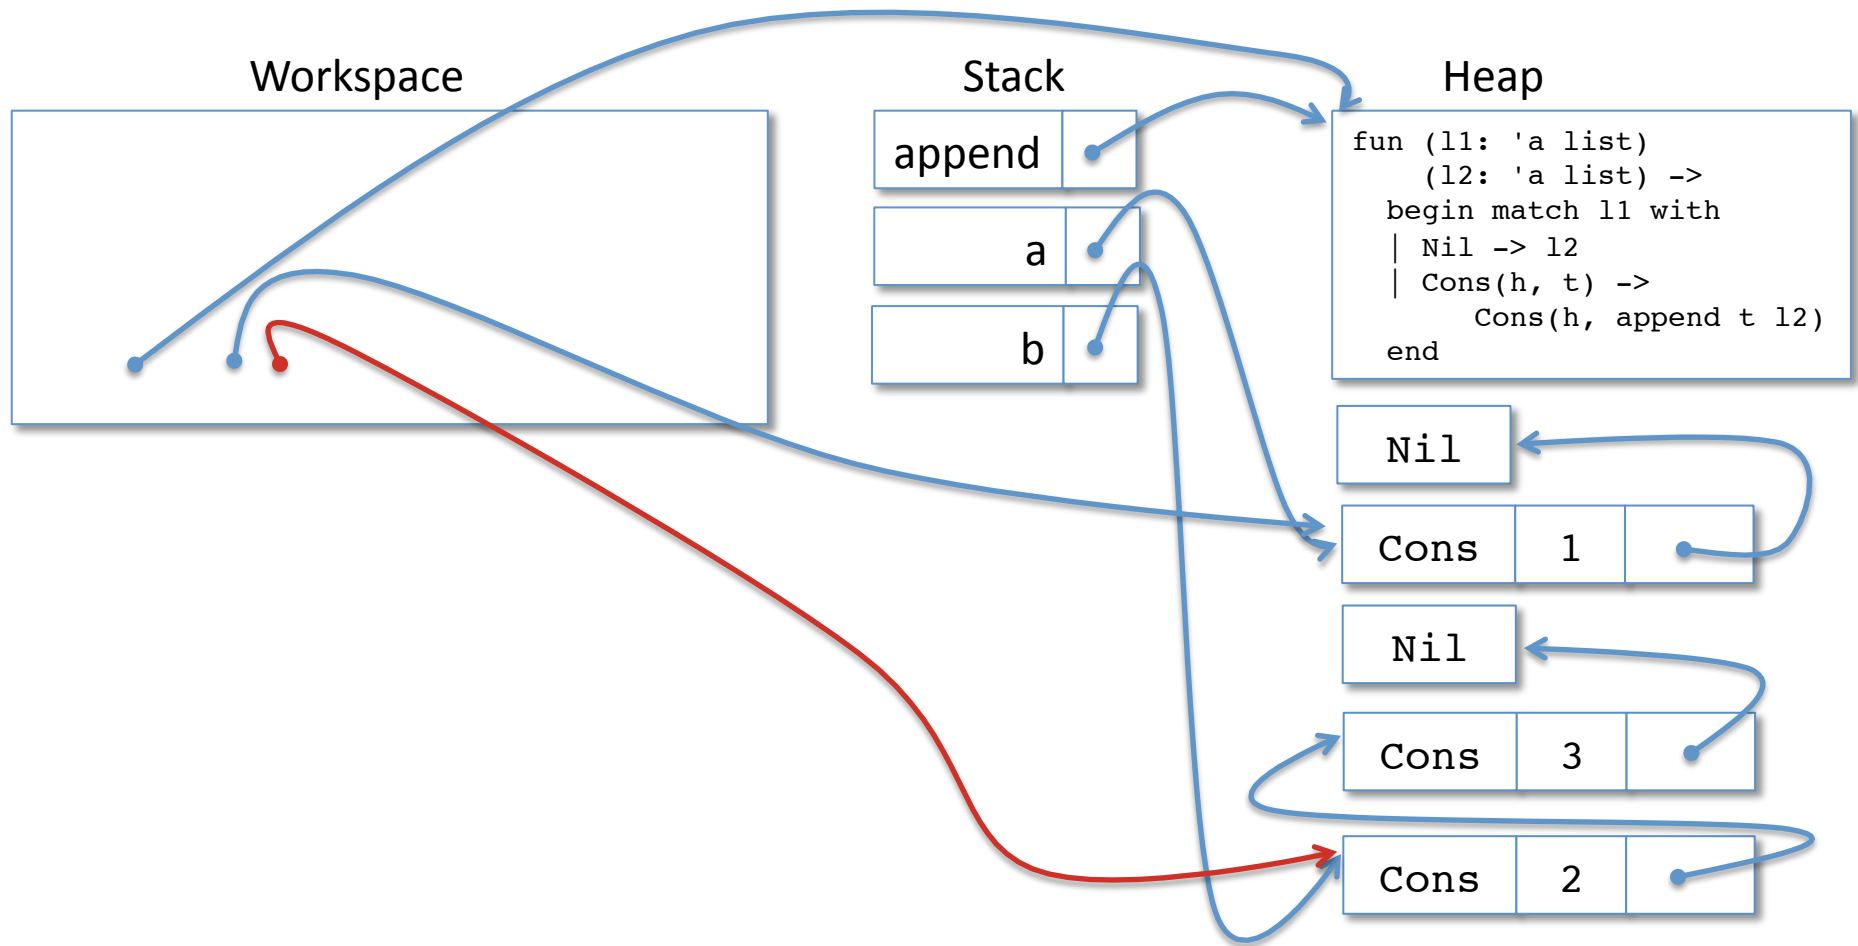 Workspace
Stack
Heap
append
a
b
fun (l1: 'a list)
(l2: 'a list) ->
begin match l1 with
| Nil -> l2
| Cons(h, t) ->
Cons(h, append t l2)
end
Nil
Cons 1
Nil
Cons 3
Cons 2